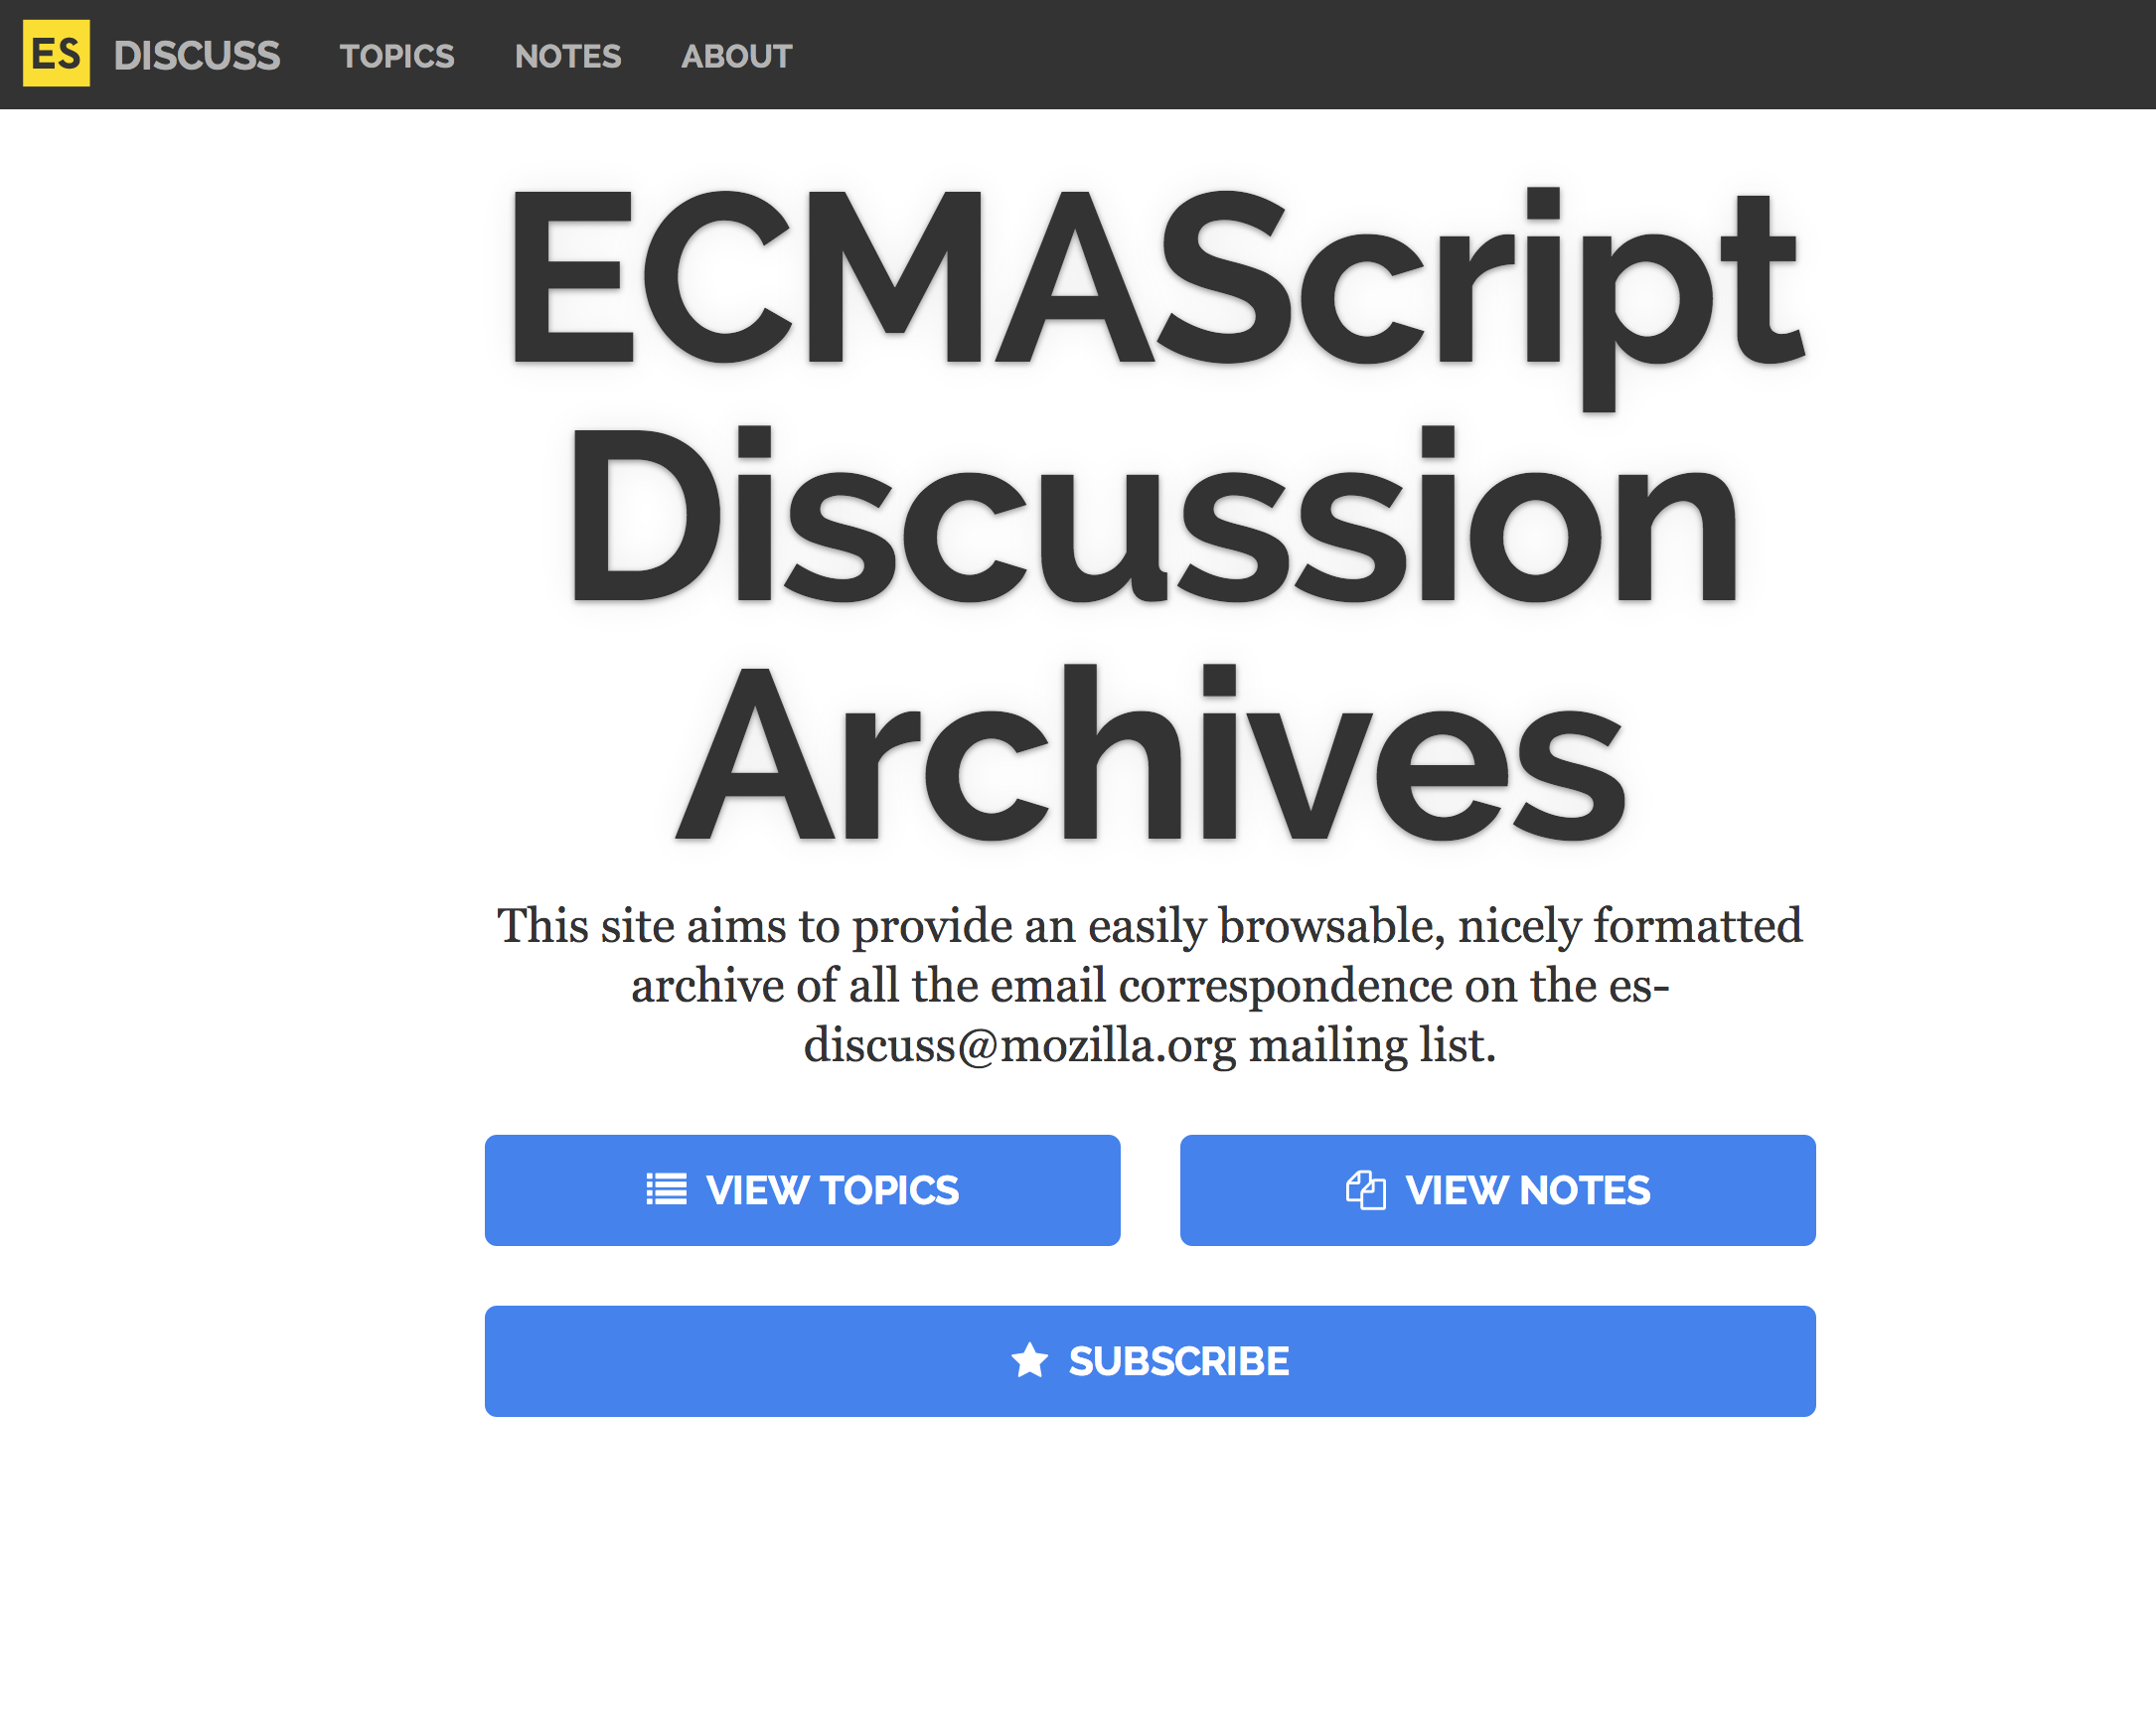 ES DISCUSS TOPICS NOTES ABOUT
ECMAScript
Discussion
Archives
This site aims to provide an easily browsable, nicely formatted
archive of all the email correspondence on the es-
discuss@mozilla.org mailing list.
VIEW TOPICS VIEW NOTES
SUBSCRIBE